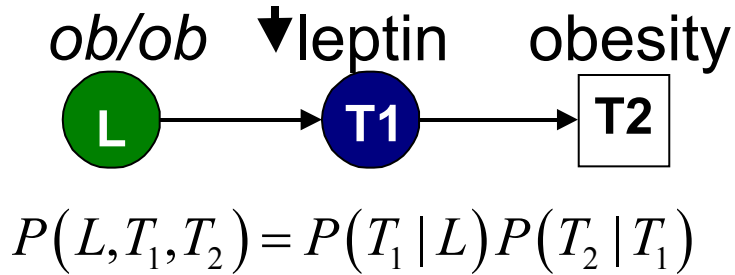 ob/ob leptin obesity
L T1 T2
P(L,T₁,T₂) = P(T₁ | L)P(T₂ | T₁)